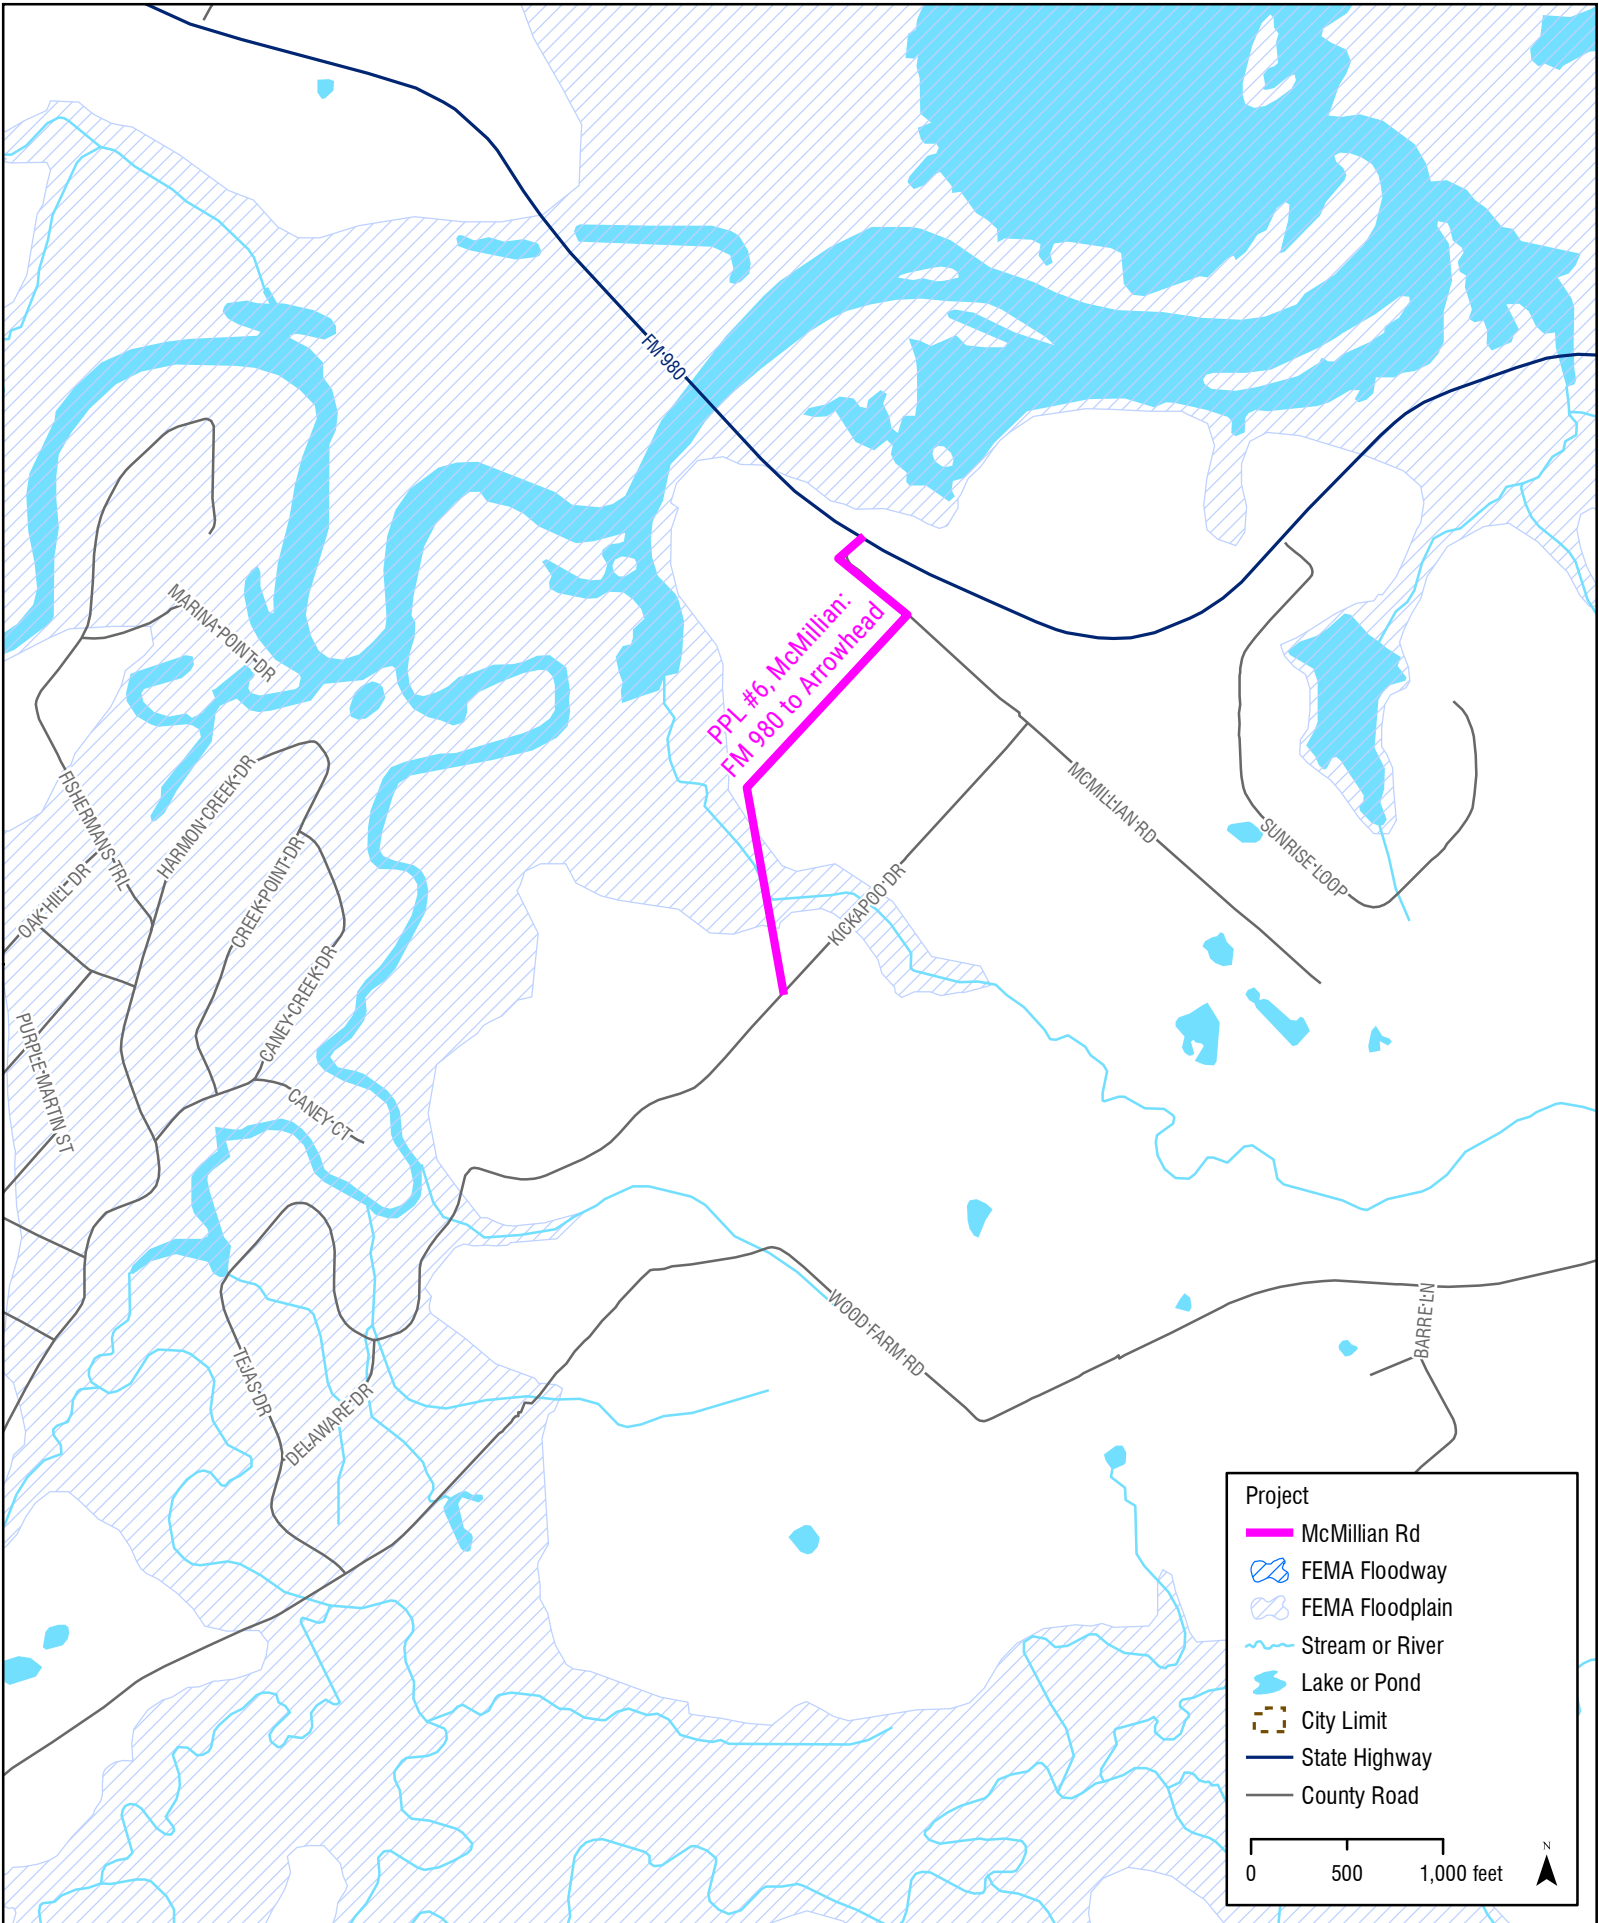 FM 980
PPL #6, McMillian:
FM 980 to Arrowhead
MARINA POINT DR
FISHERMANS TRL
HARMON CREEK DR
OAK HILL DR
CREEK POINT DR
CANEY CREEK DR
PURPLE MARTIN ST
CANEY CT
KICKAPOO DR
MCMILLIAN RD
SUNRISE LOOP
WOOD FARM RD
BARRE LN
TEJAS DR
DELAWARE DR
Project
McMillian Rd
FEMA Floodway
FEMA Floodplain
Stream or River
Lake or Pond
City Limit
State Highway
County Road
N
0 500 1,000 feet